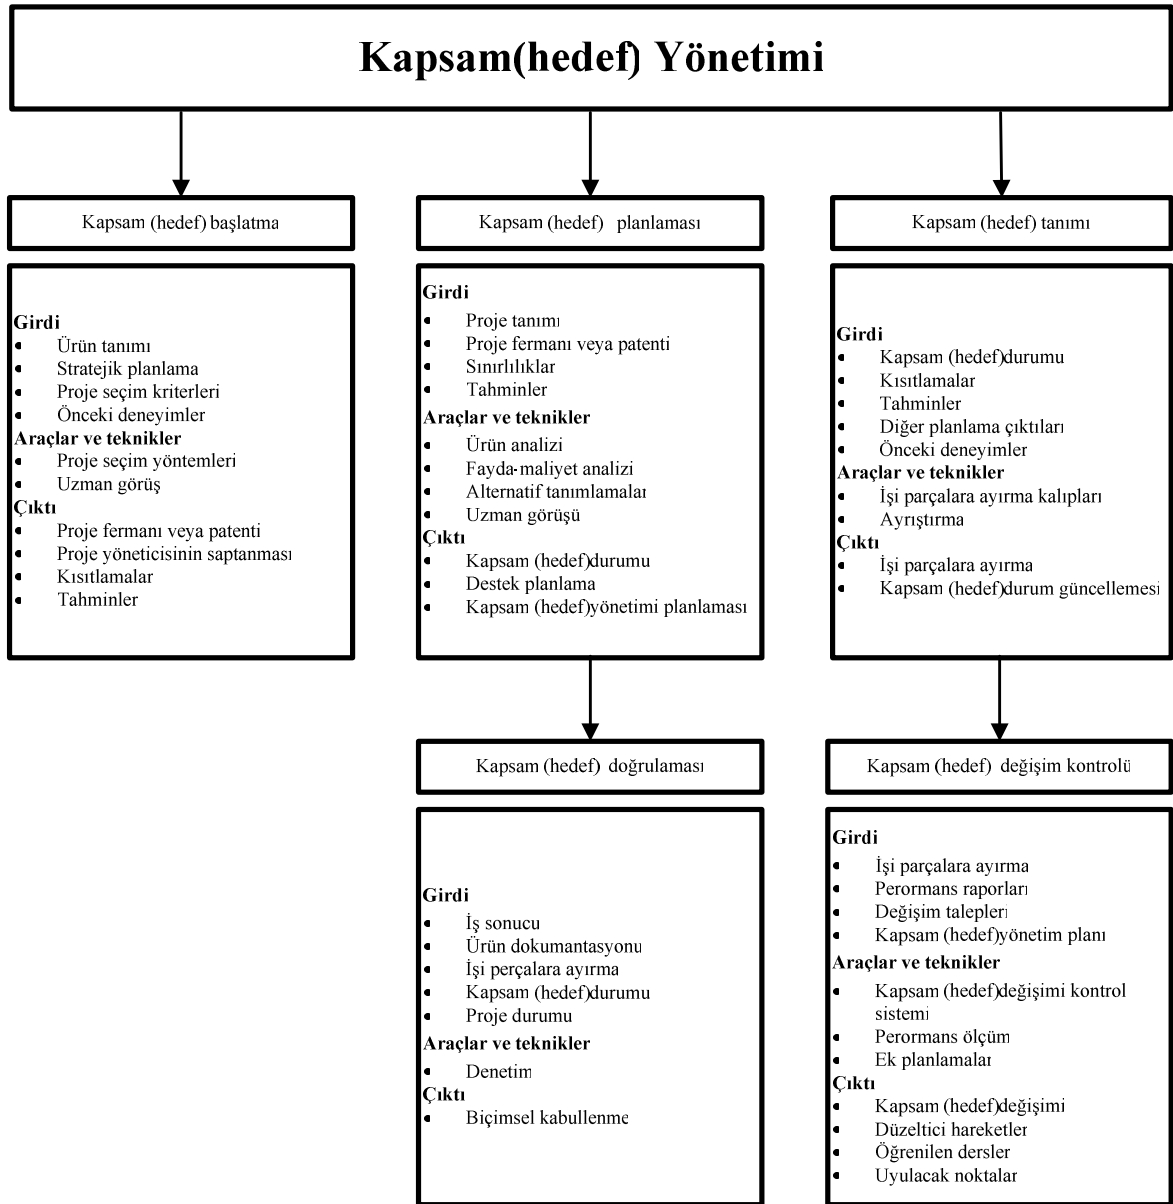 Kapsam(hedef) Yönetimi
Kapsam (hedef) başlatma
Girdi
• Ürün tanımı
• Stratejik planlama
• Proje seçim kriterleri
• Önceki deneyimler
Araçlar ve teknikler
• Proje seçim yöntemleri
• Uzman görüş
Çıktı
• Proje fermanı veya patenti
• Proje yöneticisinin saptanması
• Kısıtlamalar
• Tahminler
Kapsam (hedef) planlaması
Girdi
• Proje tanımı
• Proje fermanı veya patenti
• Sınırlılıklar
• Tahminler
Araçlar ve teknikler
• Ürün analizi
• Fayda-maliyet analizi
• Alternatif tanımlamalar
• Uzman görüşü
Çıktı
• Kapsam (hedef)durumu
• Destek planlama
• Kapsam (hedef)yönetimi planlaması
Kapsam (hedef) tanımı
Girdi
• Kapsam (hedef)durumu
• Kısıtlamalar
• Tahminler
• Diğer planlama çıktıları
• Önceki deneyimler
Araçlar ve teknikler
• İşi parçalara ayırma kalıpları
• Ayrıştırma
Çıktı
• İşi parçalara ayırma
• Kapsam (hedef)durum güncellemesi
Kapsam (hedef) doğrulaması
Girdi
• İş sonucu
• Ürün dokumantasyonu
• İşi perçalara ayırma
• Kapsam (hedef)durumu
• Proje durumu
Araçlar ve teknikler
• Denetim
Çıktı
• Biçimsel kabullenme
Kapsam (hedef) değişim kontrolü
Girdi
• İşi parçalara ayırma
• Perormans raporları
• Değişim talepleri
• Kapsam (hedef)yönetim planı
Araçlar ve teknikler
• Kapsam (hedef)değişimi kontrol
sistemi
• Perormans ölçüm
• Ek planlamalar
Çıktı
• Kapsam (hedef)değişimi
• Düzeltici hareketler
• Öğrenilen dersler
• Uyulacak noktalar